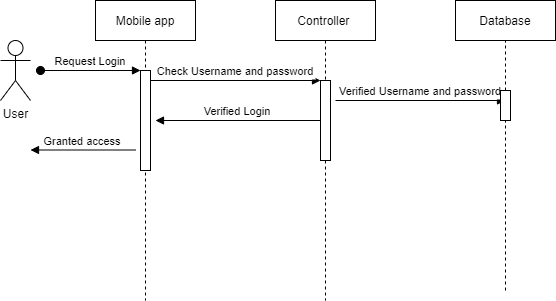 Mobile app
Controller
Database
Request Login
Check Username and password
Verified Username and password
User
Verified Login
Granted access